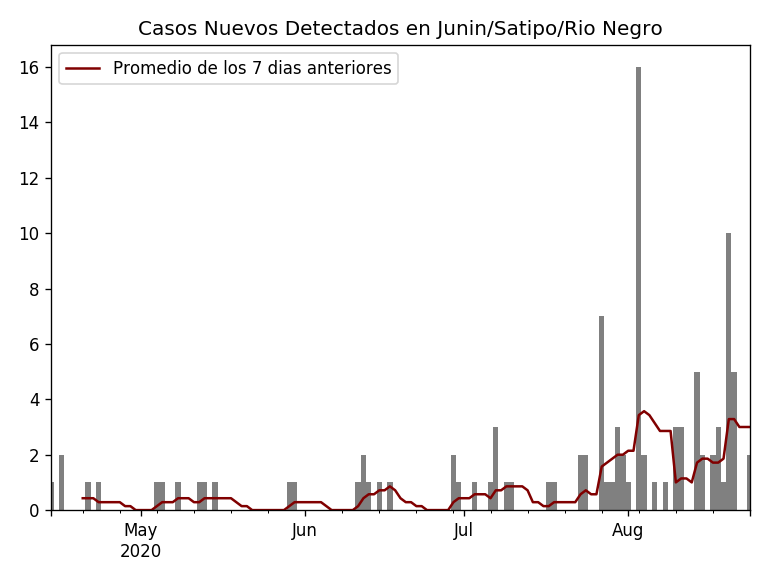 Casos Nuevos Detectados en Junin/Satipo/Rio Negro
Promedio de los 7 dias anteriores
16
14
12
10
8
6
4
2
0
May
2020
Jun
Jul
Aug